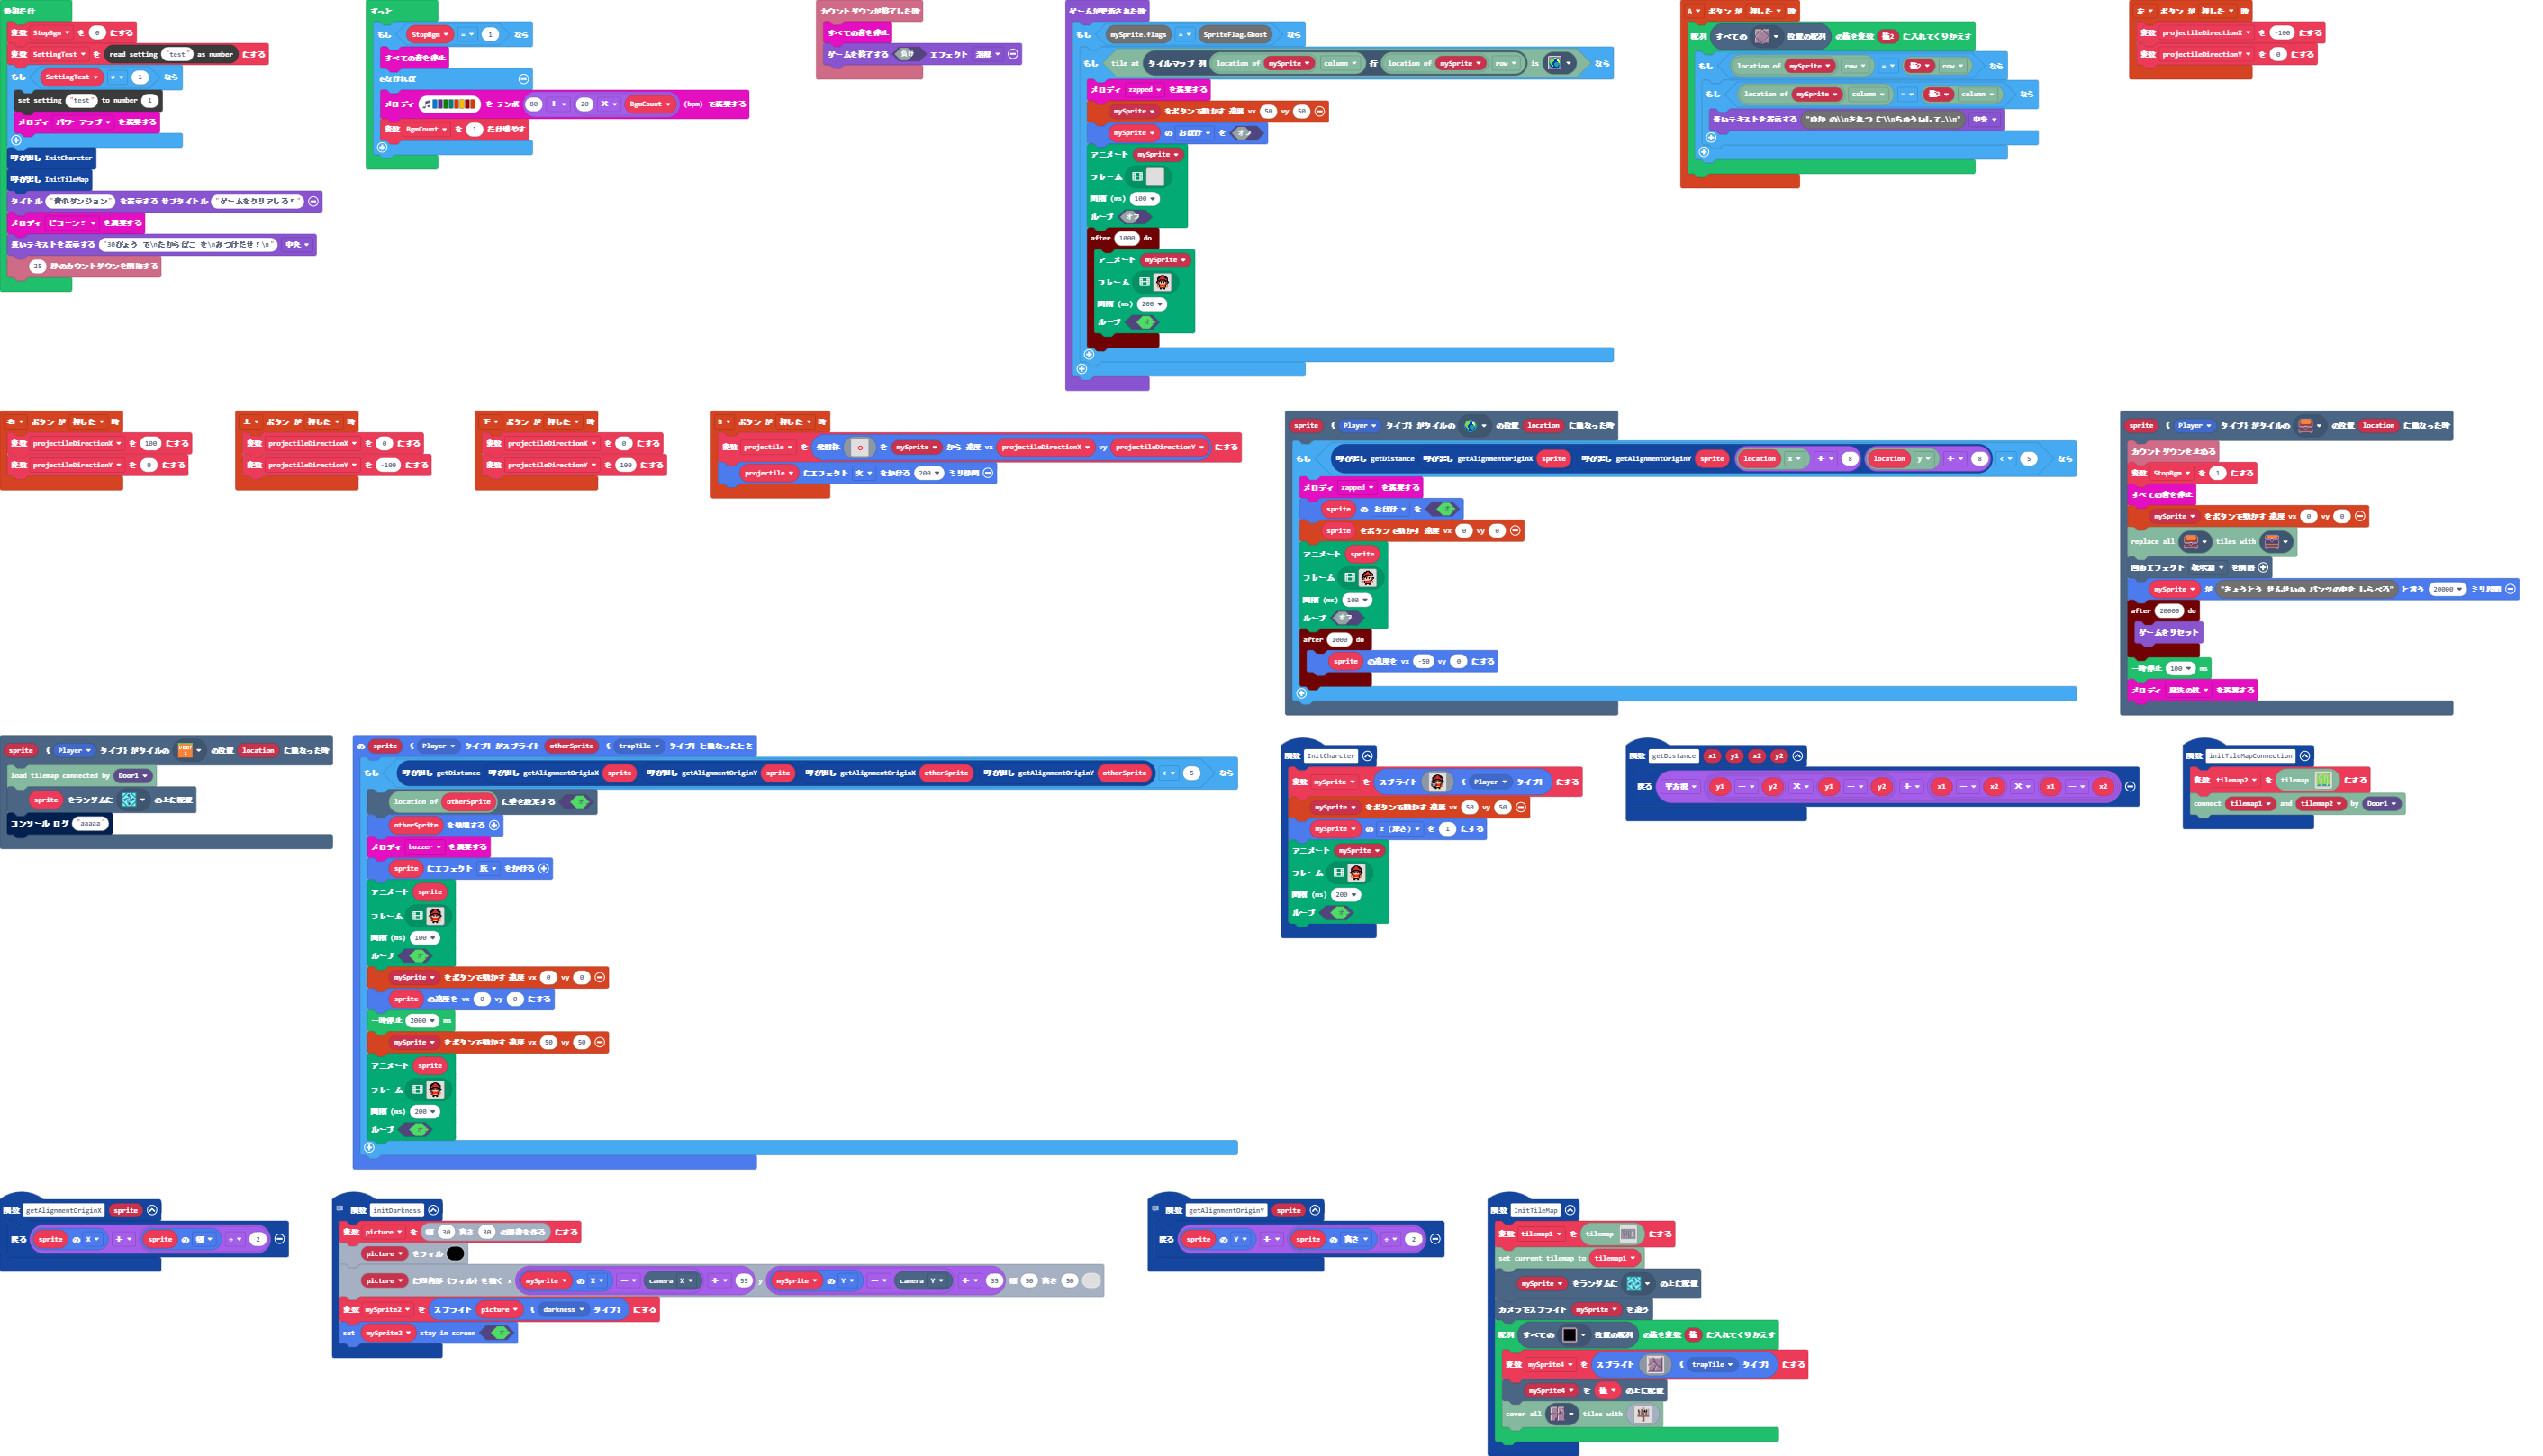 最初だけ
変数 StopBgm を 0 にする
変数 SettingTest を read setting "test" as number にする
もし SettingTest ≠ 1 なら
set setting "test" to number 1
メロディ パワーアップ を演奏する
呼び出し InitCharcter
呼び出し InitTileMap
タイトル を表示する サブタイトル "ゲームをクリアしろ！"
メロディ ピコーン！ を演奏する
長いテキストを表示する "30びょう で\nたからばこ を\nみつけだせ！\n" 中央
25 秒のカウントダウンを開始する
ずっと
もし StopBgm = 1 なら
すべての音を停止
でなければ
メロディ を テンポ 80 + 20 × BgmCount (bpm) で演奏する
変数 BgmCount を 1 だけ増やす
カウントダウンが終了した時
すべての音を停止
ゲームを終了する 負け エフェクト 溶解
ゲームが更新された時
もし mySprite.flags = SpriteFlag.Ghost なら
もし tile at タイルマップ 列 location of mySprite column 行 location of mySprite row is なら
メロディ zapped を演奏する
mySprite をボタンで動かす 速度 vx 50 vy 50
mySprite の おばけ を オフ
アニメート mySprite
フレーム
間隔 (ms) 100
ループ オフ
after 1000 do
アニメート mySprite
フレーム
間隔 (ms) 200
ループ オ
A ボタン が 押した 時
配列 すべての 位置の配列 の値を変数 値2 に入れてくりかえす
もし location of mySprite row = 値2 row なら
もし location of mySprite column = 値2 column なら
長いテキストを表示する "ゆか の\\nきれつ に\\nちゅういして…\\n" 中央
左 ボタン が 押した 時
変数 projectileDirectionX を -100 にする
変数 projectileDirectionY を 0 にする
右 ボタン が 押した 時
変数 projectileDirectionX を 100 にする
変数 projectileDirectionY を 0 にする
上 ボタン が 押した 時
変数 projectileDirectionX を 0 にする
変数 projectileDirectionY を -100 にする
下 ボタン が 押した 時
変数 projectileDirectionX を 0 にする
変数 projectileDirectionY を 100 にする
B ボタン が 押した 時
変数 projectile を 発射体 を mySprite から 速度 vx projectileDirectionX vy projectileDirectionY にする
projectile にエフェクト 火 をかける 200 ミリ秒間
sprite ( Player タイプ) がタイルの の位置 location に重なった時
もし 呼び出し getDistance 呼び出し getAlignmentOriginX sprite 呼び出し getAlignmentOriginY sprite location x + 8 location y + 8 < 5 なら
メロディ zapped を演奏する
sprite の おばけ を オ
sprite をボタンで動かす 速度 vx 0 vy 0
アニメート sprite
フレーム
間隔 (ms) 100
ループ オフ
after 1000 do
sprite の速度を vx -50 vy 0 にする
sprite ( Player タイプ) がタイルの の位置 location に重なった時
カウントダウンを止める
変数 StopBgm を 1 にする
すべての音を停止
mySprite をボタンで動かす 速度 vx 0 vy 0
replace all tiles with
画面エフェクト 紙吹雪 を開始
mySprite が "きょうとう せんせいの パンツの中を しらべろ" と言う 20000 ミリ秒間
after 20000 do
ゲームをリセット
一時停止 100 ms
メロディ 魔法の杖 を演奏する
sprite ( Player タイプ) がタイルの の位置 location に重なった時
load tilemap connected by Door1
sprite をランダムに の上に配置
コンソール ログ "aaaaa"
の sprite ( Player タイプ) がスプライト otherSprite ( trapTile タイプ) と重なったとき
もし 呼び出し getDistance 呼び出し getAlignmentOriginX sprite 呼び出し getAlignmentOriginY sprite 呼び出し getAlignmentOriginX otherSprite 呼び出し getAlignmentOriginY otherSprite < 5 なら
location of otherSprite に壁を設定する オ
otherSprite を破壊する
メロディ buzzer を演奏する
sprite にエフェクト 灰 をかける
アニメート sprite
フレーム
間隔 (ms) 100
ループ オ
mySprite をボタンで動かす 速度 vx 0 vy 0
sprite の速度を vx 0 vy 0 にする
一時停止 2000 ms
mySprite をボタンで動かす 速度 vx 50 vy 50
アニメート sprite
フレーム
間隔 (ms) 200
ループ オ
関数 InitCharcter
変数 mySprite を スプライト ( Player タイプ) にする
mySprite をボタンで動かす 速度 vx 50 vy 50
mySprite の z (深さ) を 1 にする
アニメート mySprite
フレーム
間隔 (ms) 200
ループ オ
関数 getDistance x1 y1 x2 y2
戻る 平方根 y1 - y2 × y1 - y2 + x1 - x2 × x1 - x2
関数 initTileMapConnection
変数 tilemap2 を tilemap にする
connect tilemap1 and tilemap2 by Door1
関数 getAlignmentOriginX sprite
戻る sprite の X + sprite の 幅 ÷ 2
関数 initDarkness
変数 picture を 幅 30 高さ 30 の画像を作る にする
picture をフィル
picture に四角形 (フィル) を描く x mySprite の X - camera X + 55 y mySprite の Y - camera Y + 35 幅 50 高さ 50
変数 mySprite2 を スプライト picture ( darkness タイプ) にする
set mySprite2 stay in screen オ
関数 getAlignmentOriginY sprite
戻る sprite の Y + sprite の 高さ ÷ 2
関数 InitTileMap
変数 tilemap1 を tilemap にする
set current tilemap to tilemap1
mySprite をランダムに の上に配置
カメラでスプライト mySprite を追う
配列 すべての 位置の配列 の値を変数 値 に入れてくりかえす
変数 mySprite4 を スプライト ( trapTile タイプ) にする
mySprite4 を 値 の上に配置
cover all tiles with